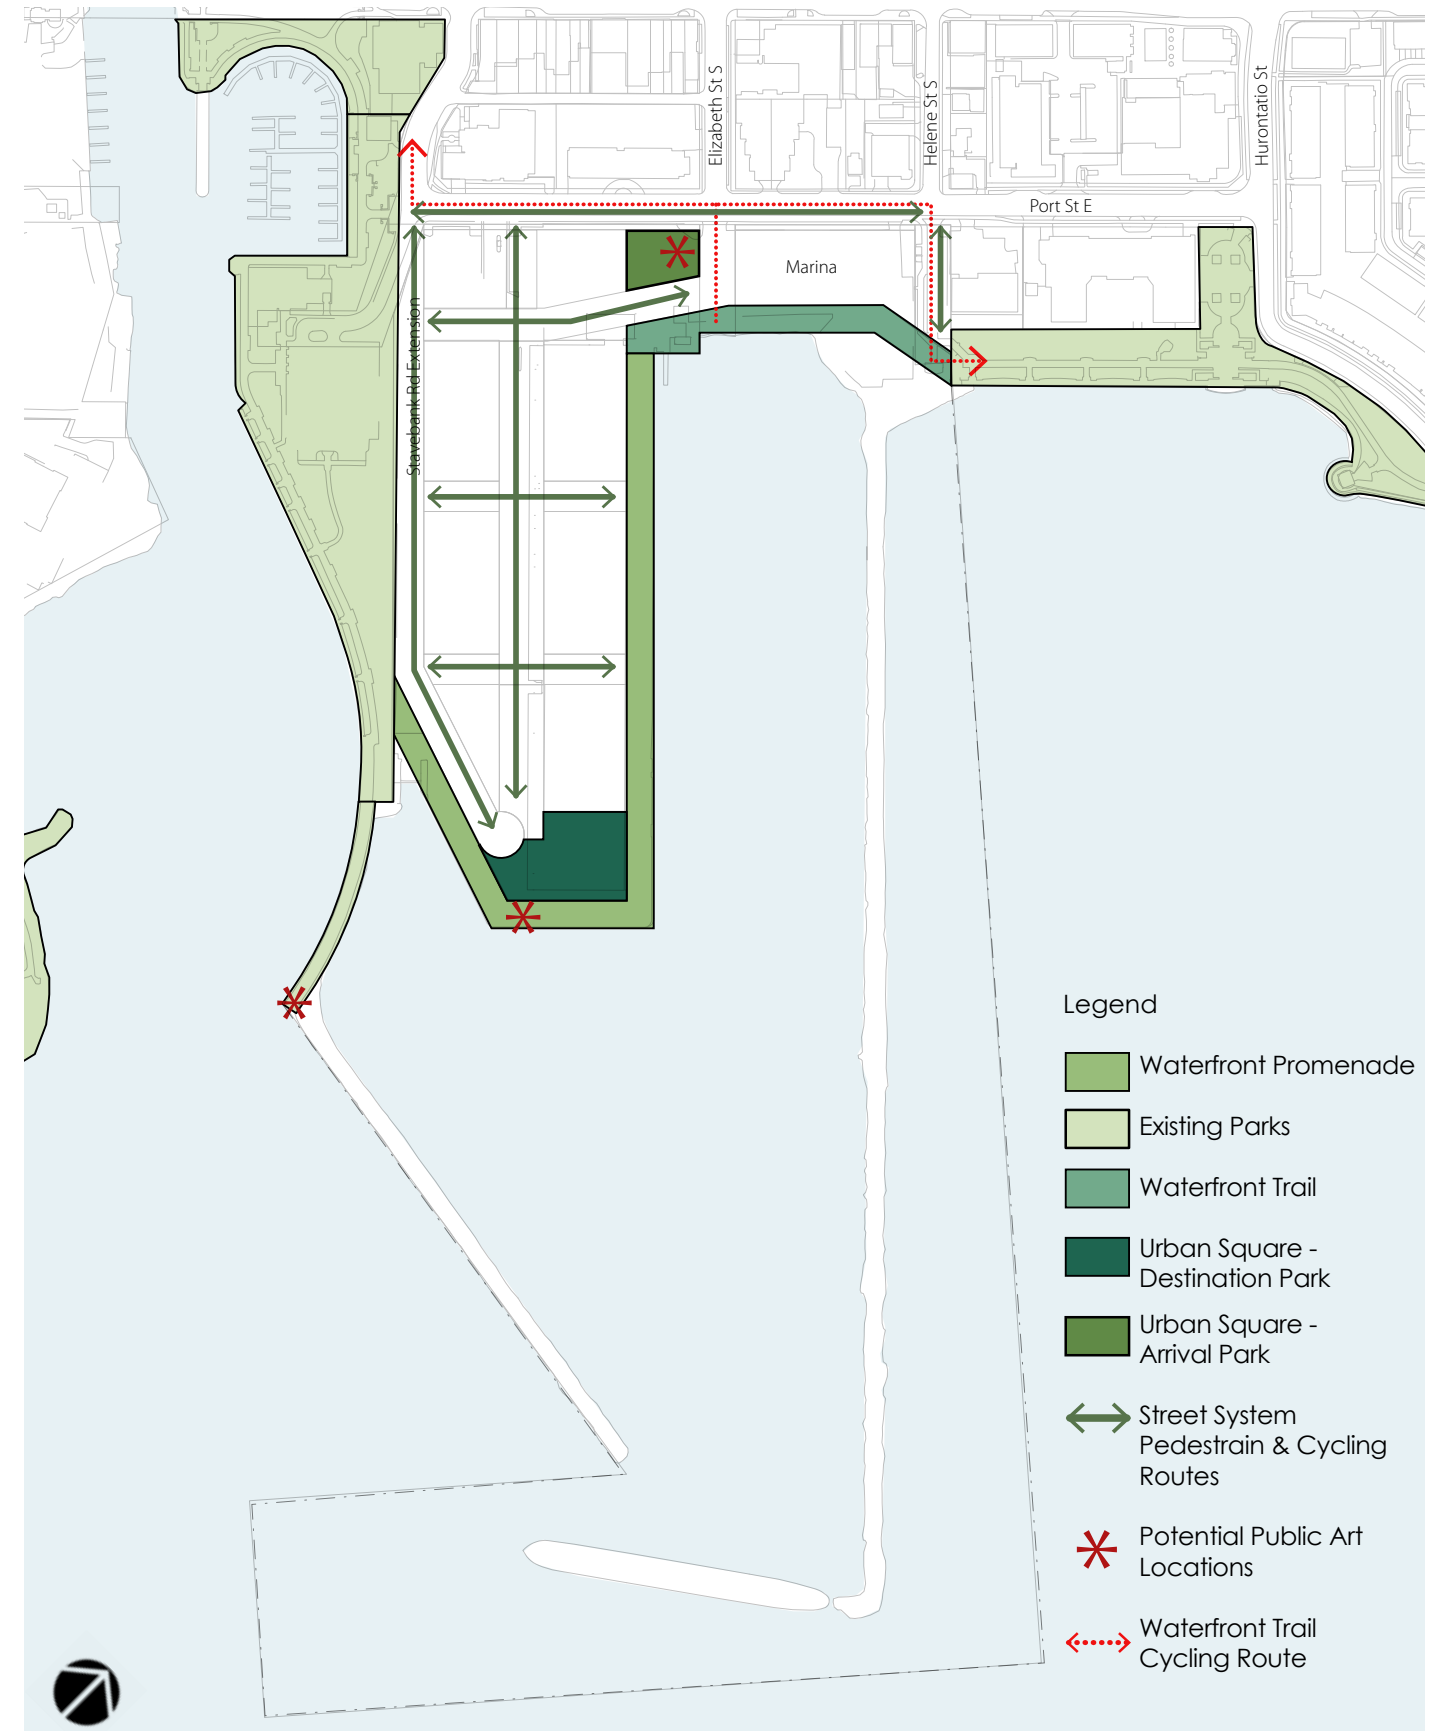 Elizabeth St S
Helene St S
Hurontatio St
Port St E
Marina
Stavebank Rd Extension
Legend
Waterfront Promenade
Existing Parks
Waterfront Trail
Urban Square -
Destination Park
Urban Square -
Arrival Park
Street System
Pedestrain & Cycling
Routes
Potential Public Art
Locations
Waterfront Trail
Cycling Route